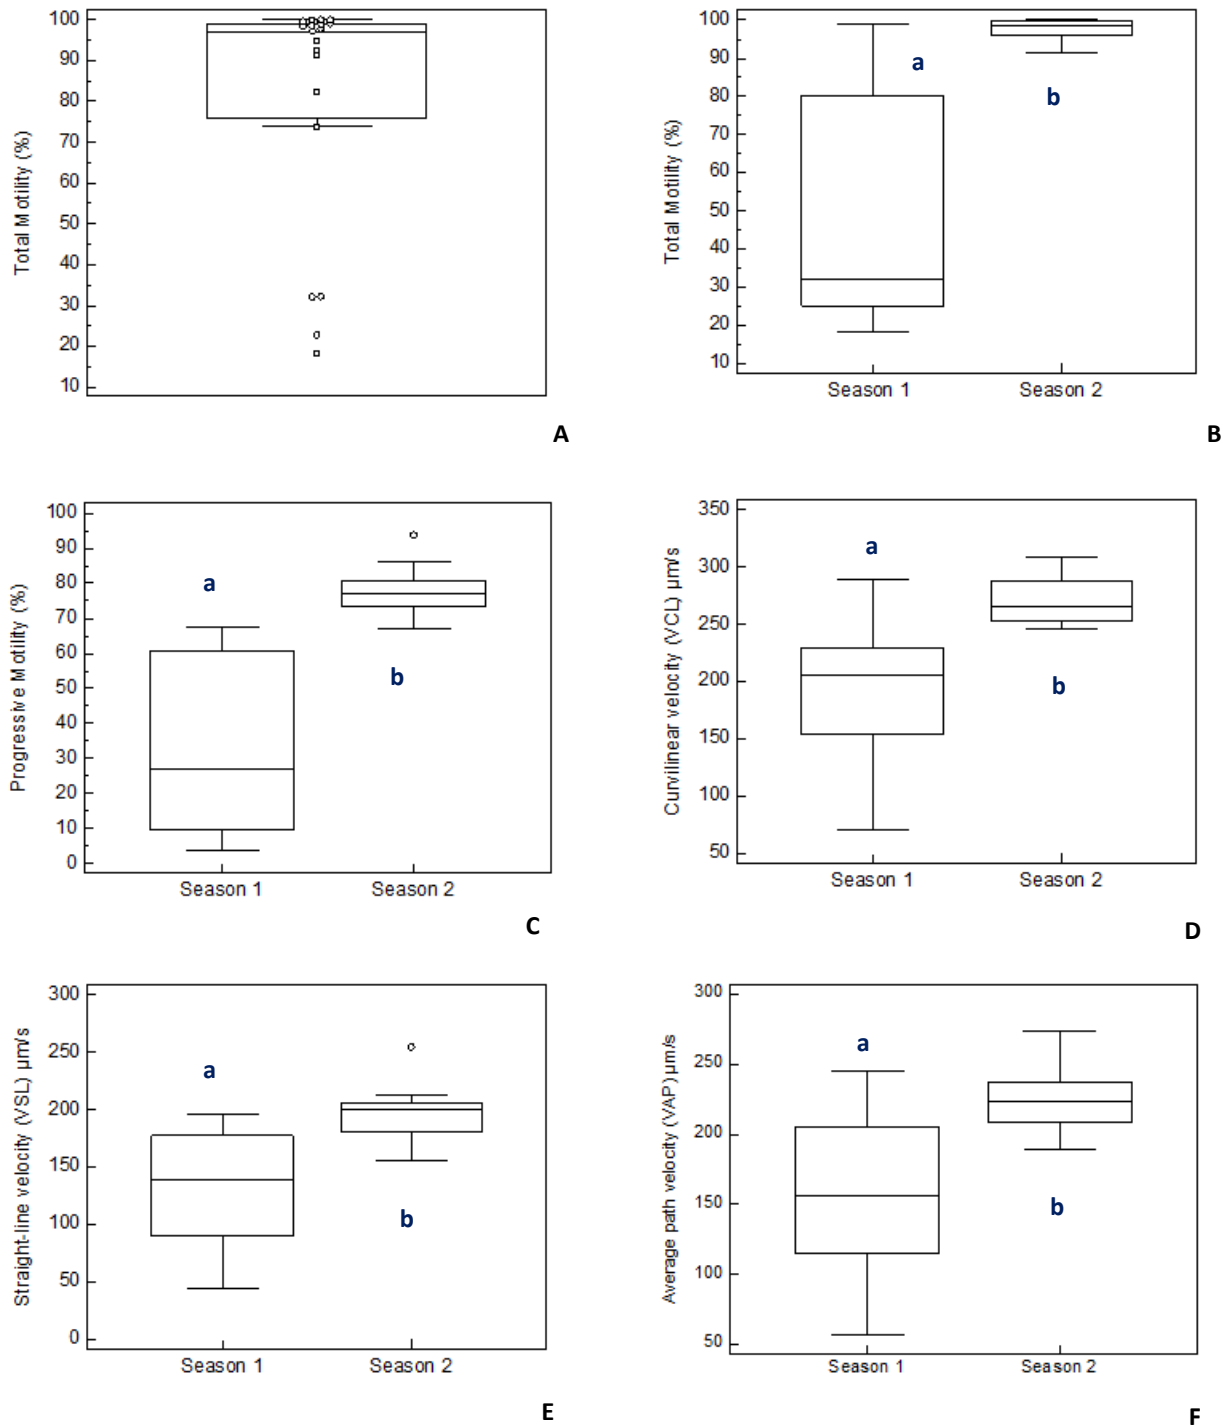 Total Motility (%)
100
90
80
70
60
50
40
30
20
10
A
Total Motility (%)
100
90
80
70
60
50
40
30
20
10
a
b
Season 1
Season 2
B
Progressive Motility (%)
100
90
80
70
60
50
40
30
20
10
0
a
b
Season 1
Season 2
C
Curvilinear velocity (VCL) µm/s
350
300
250
200
150
100
50
a
b
Season 1
Season 2
D
Straight-line velocity (VSL) µm/s
300
250
200
150
100
50
0
a
b
Season 1
Season 2
E
Average path velocity (VAP) µm/s
300
250
200
150
100
50
a
b
Season 1
Season 2
F